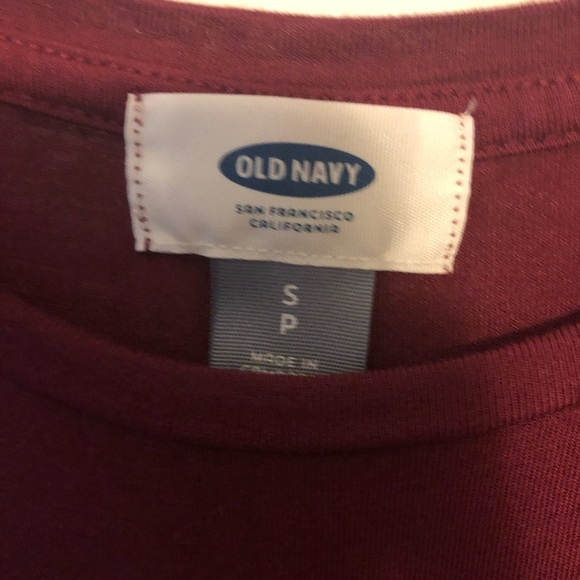 OLD NAVY
SAN FRANCISCO
CALIFORNIA
S
P
MADE IN